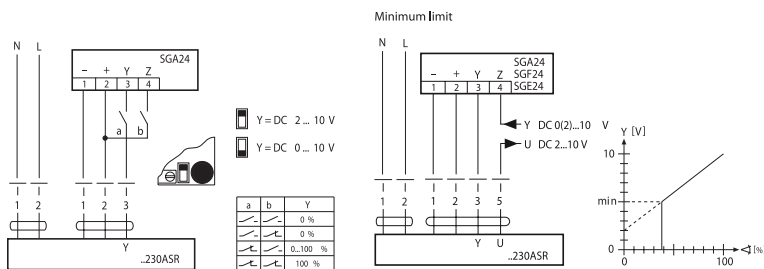 Minimum limit
N L
SGA24
- + Y Z
1 2 3 4
a b
Y = DC 2 ... 10 V
Y = DC 0 ... 10 V
1 2 1 2 3
Y
..230ASR
a b Y
0 %
0 %
0...100 %
100 %
N L
SGA24
SGF24
SGE24
- + Y Z
1 2 3 4
Y DC 0(2)...10 V
U DC 2...10 V
1 2 1 2 3 5
Y U
..230ASR
Y [V]
10
min
0
0 100 [%